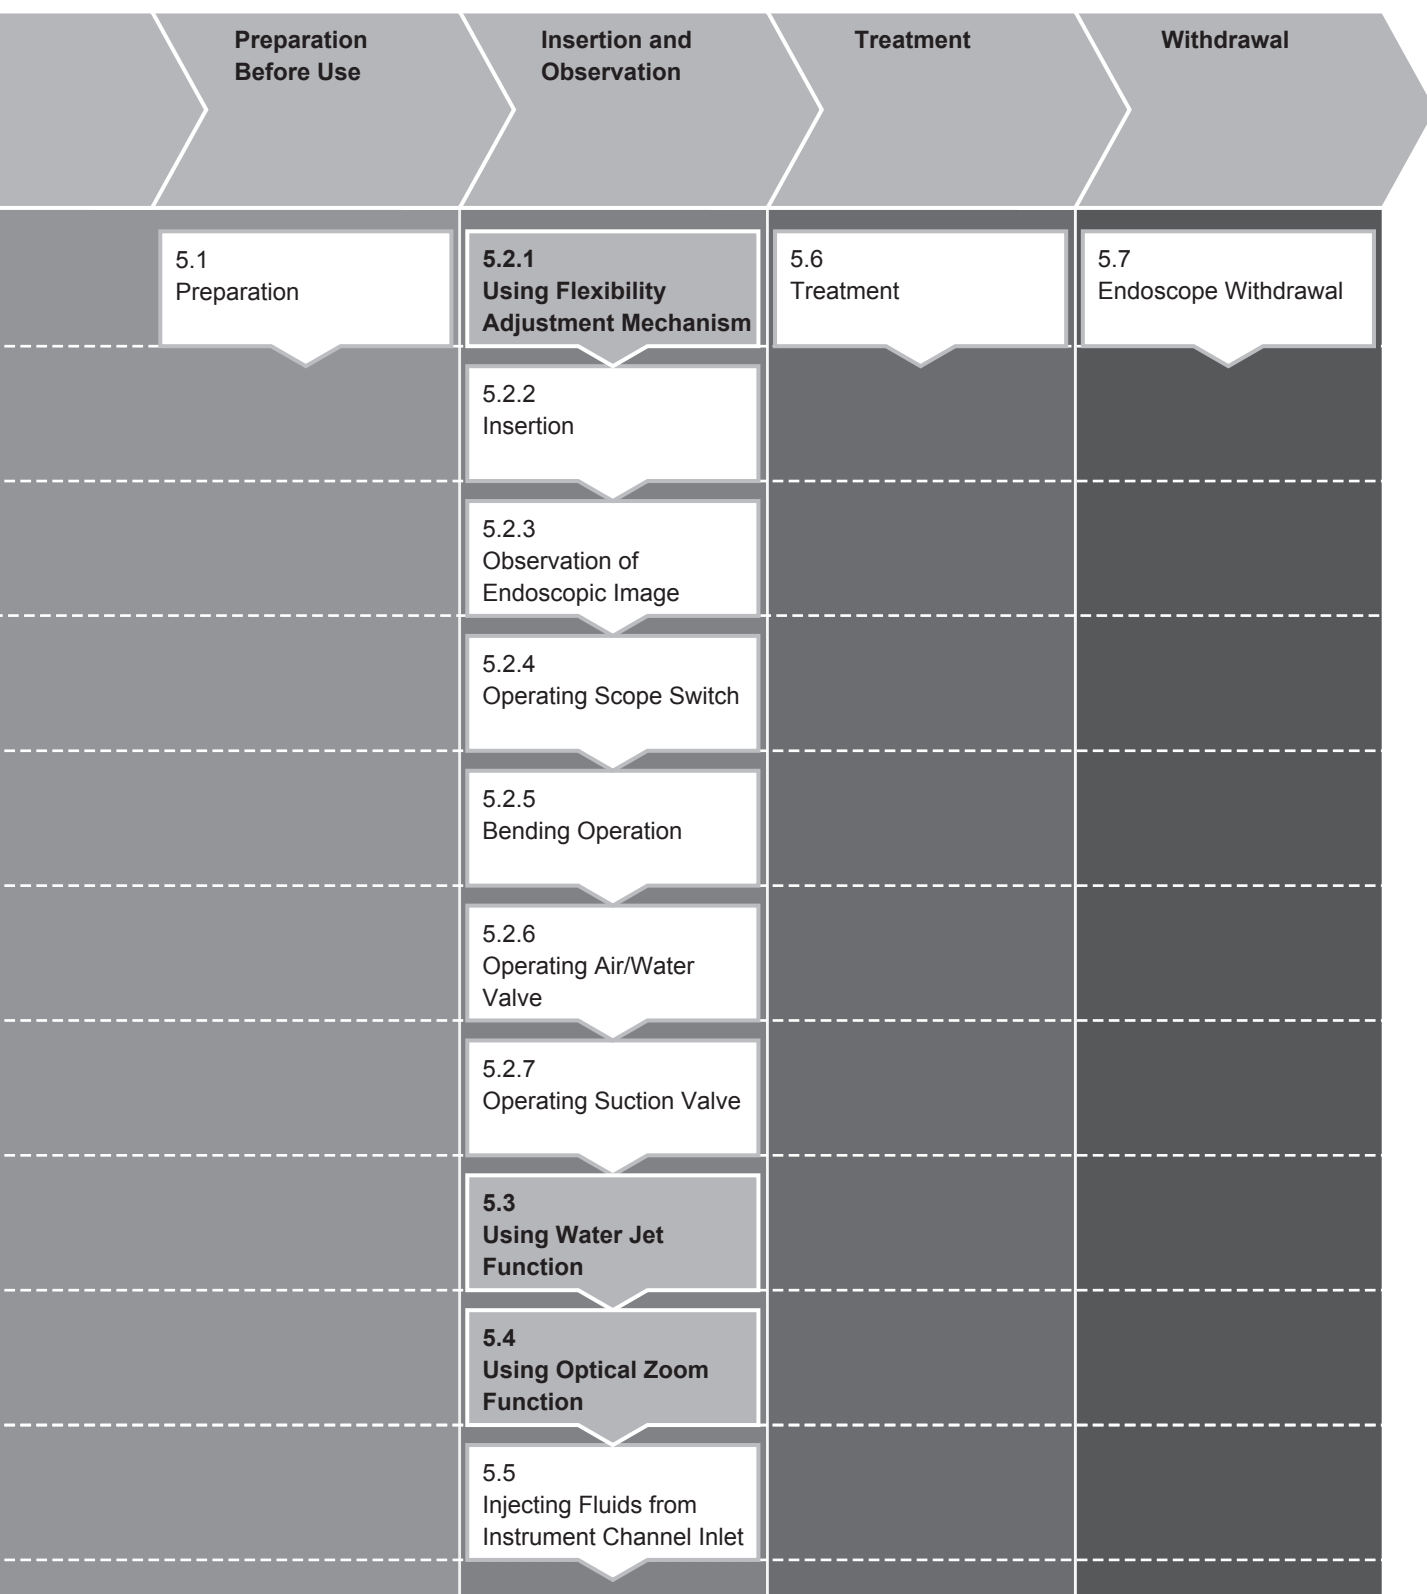 Preparation
Before Use
Insertion and
Observation
Treatment
Withdrawal
5.1
Preparation
5.2.1
Using Flexibility
Adjustment Mechanism
5.6
Treatment
5.7
Endoscope Withdrawal
5.2.2
Insertion
5.2.3
Observation of
Endoscopic Image
5.2.4
Operating Scope Switch
5.2.5
Bending Operation
5.2.6
Operating Air/Water
Valve
5.2.7
Operating Suction Valve
5.3
Using Water Jet
Function
5.4
Using Optical Zoom
Function
5.5
Injecting Fluids from
Instrument Channel Inlet